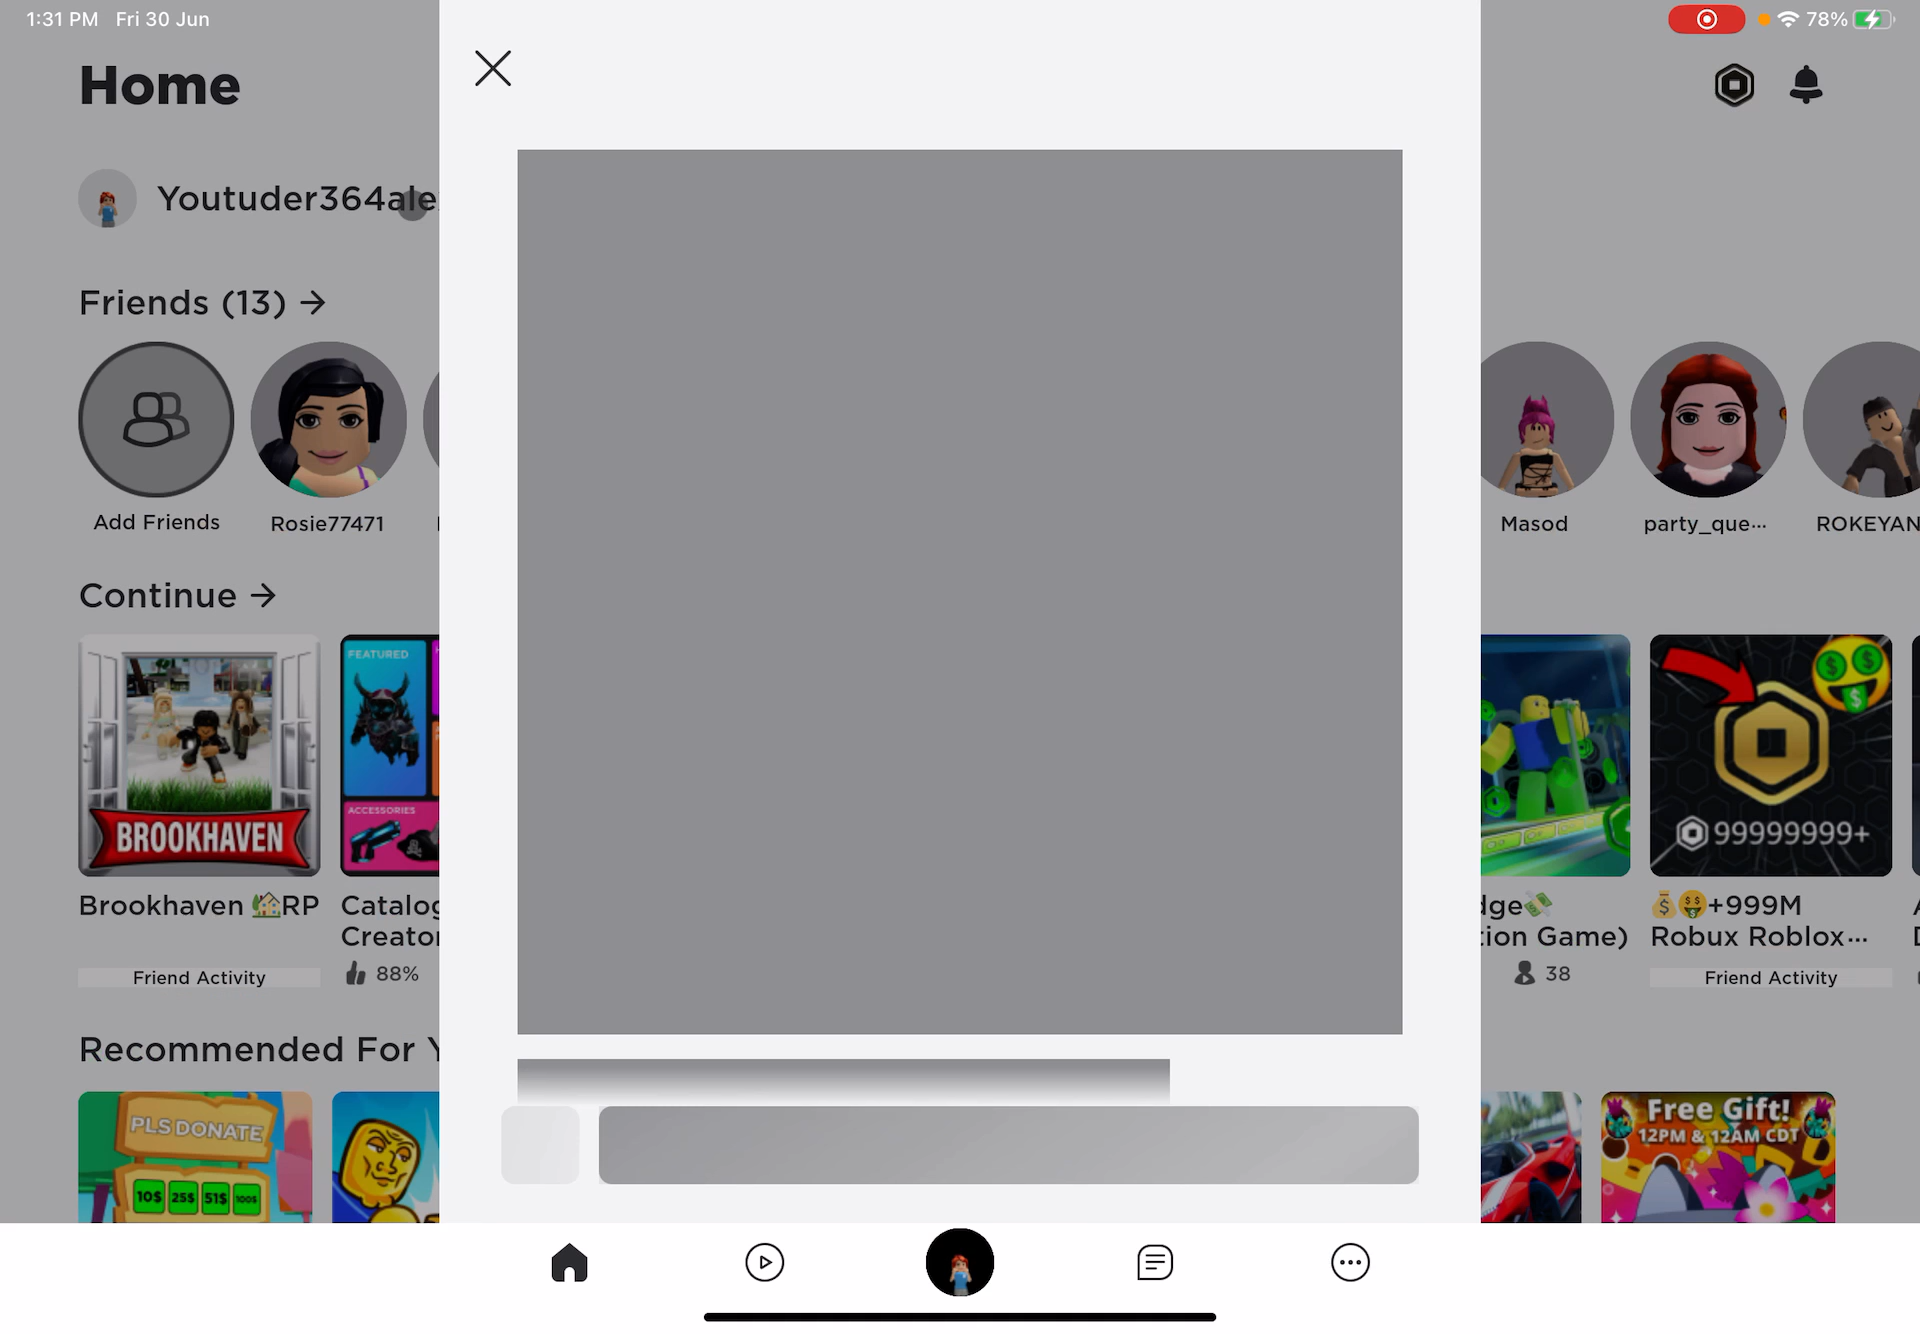 1:31 PM Fri 30 Jun
78%
Home
Youtuder364ale
Friends (13) →
Add Friends
Rosie77471
Masod
party_que...
ROKEYAN
Continue →
BROOKHAVEN
FEATURED
ACCESSORIES
99999999+
Brookhaven 🏡RP
Catalog
Creator
dge💸
tion Game)
💰🤑+999M
Robux Roblox...
Friend Activity
88%
38
Friend Activity
Recommended For Y
PLS DONATE
10$ 25$ 51$ 100$
Free Gift!
12PM & 12AM CDT